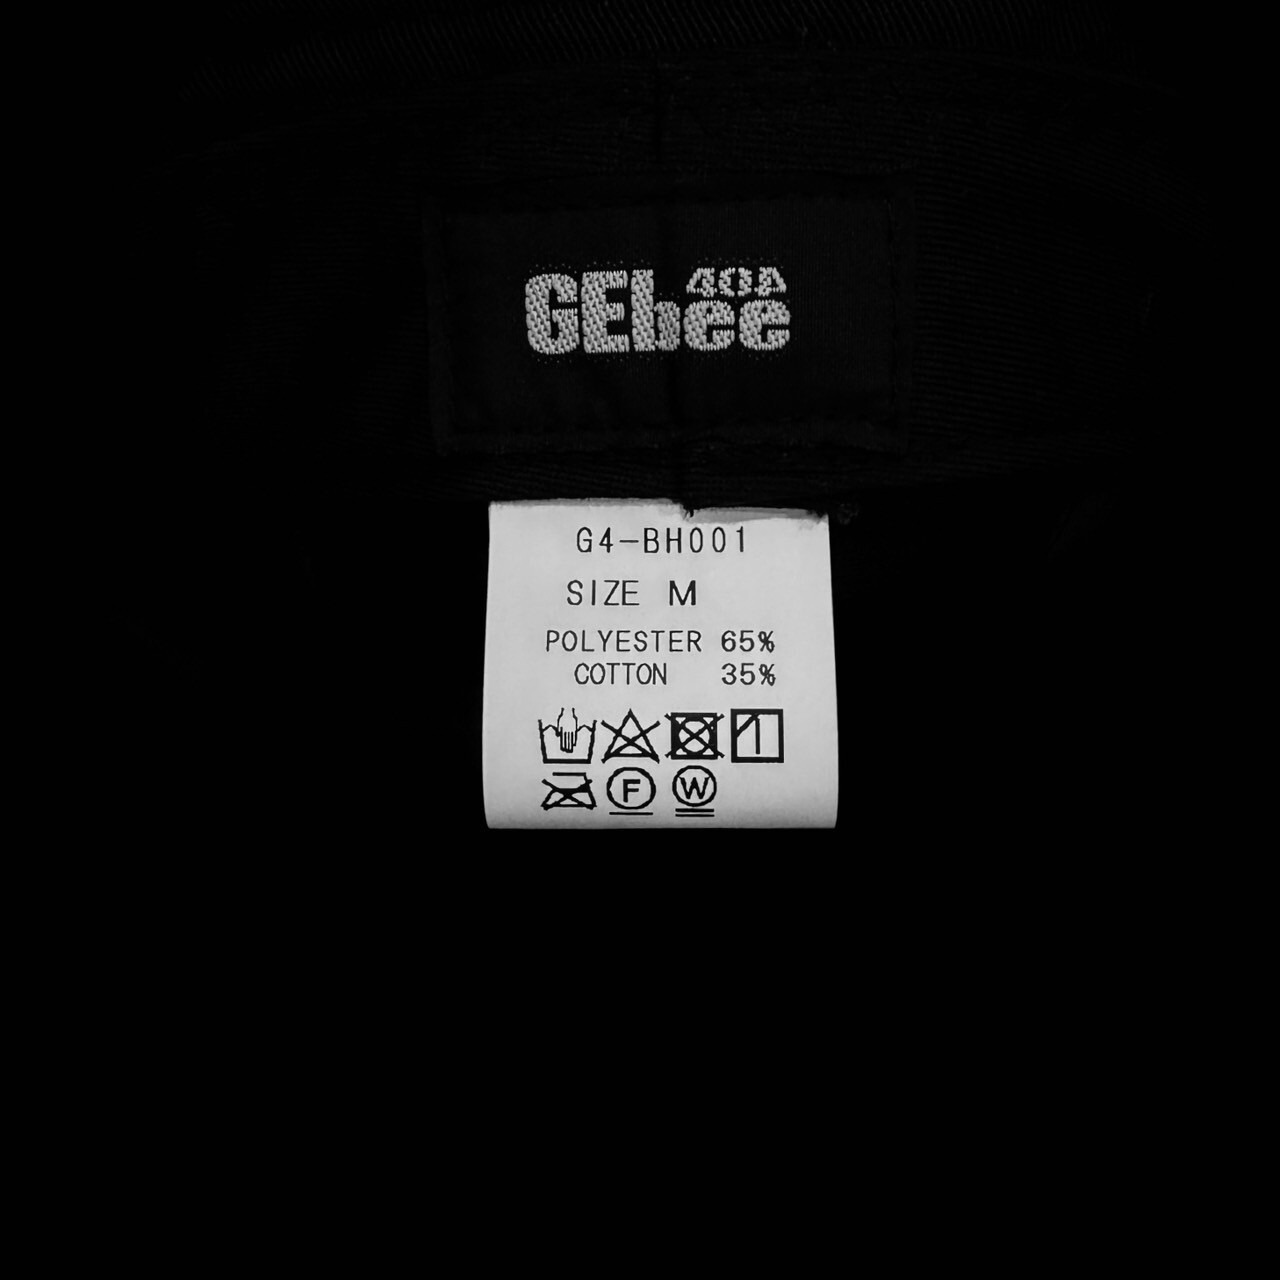 GEbee
40A
G4-BH001
SIZE M
POLYESTER 65%
COTTON 35%
F W